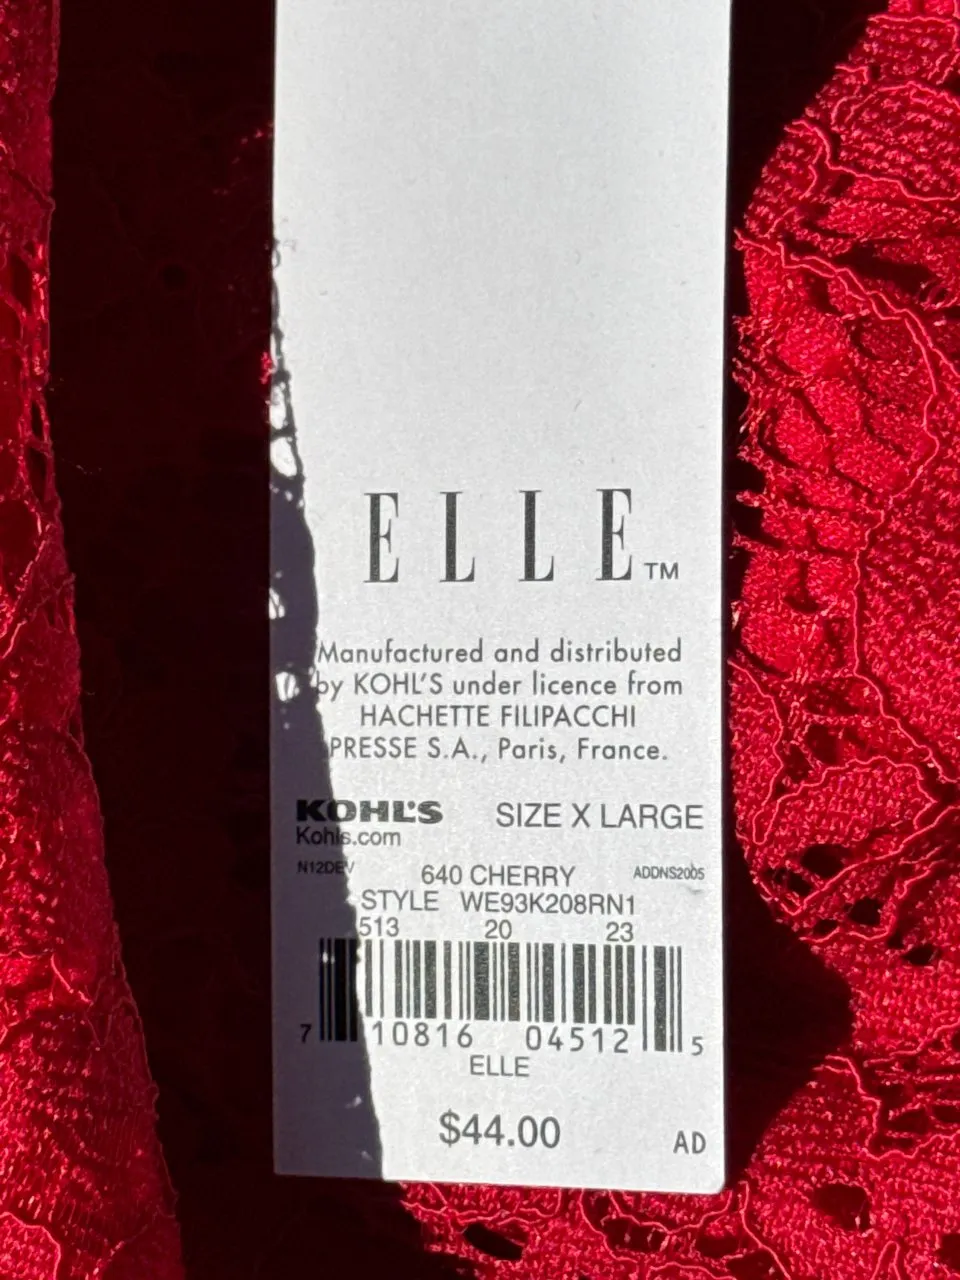 ELLE™
Manufactured and distributed
by KOHL'S under licence from
HACHETTE FILIPACCHI
PRESSE S.A., Paris, France.
KOHL'S SIZE X LARGE
Kohls.com
N12DEV 640 CHERRY ADDNS2005
STYLE WE93K208RN1
513 20 23
7 10816 04512 5
ELLE
$44.00 AD